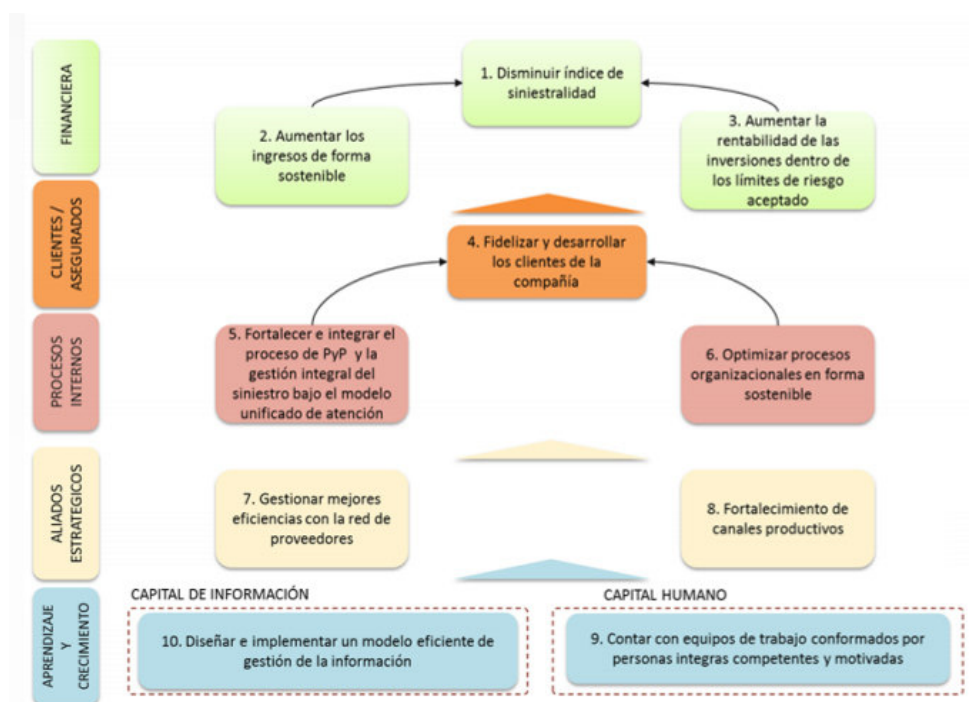 FINANCIERA
1. Disminuir índice de
siniestralidad
2. Aumentar los
ingresos de forma
sostenible
3. Aumentar la
rentabilidad de las
inversiones dentro de
los límites de riesgo
aceptado
CLIENTES /
ASEGURADOS
4. Fidelizar y desarrollar
los clientes de la
compañía
PROCESOS
INTERNOS
5. Fortalecer e integrar el
proceso de PyP y la
gestión integral del
siniestro bajo el modelo
unificado de atención
6. Optimizar procesos
organizacionales en forma
sostenible
ALIADOS
ESTRATEGICOS
7. Gestionar mejores
eficiencias con la red de
proveedores
8. Fortalecimiento de
canales productivos
APRENDIZAJE
Y
CRECIMIENTO
CAPITAL DE INFORMACIÓN
10. Diseñar e implementar un modelo eficiente de
gestión de la información
CAPITAL HUMANO
9. Contar con equipos de trabajo conformados por
personas integras competentes y motivadas